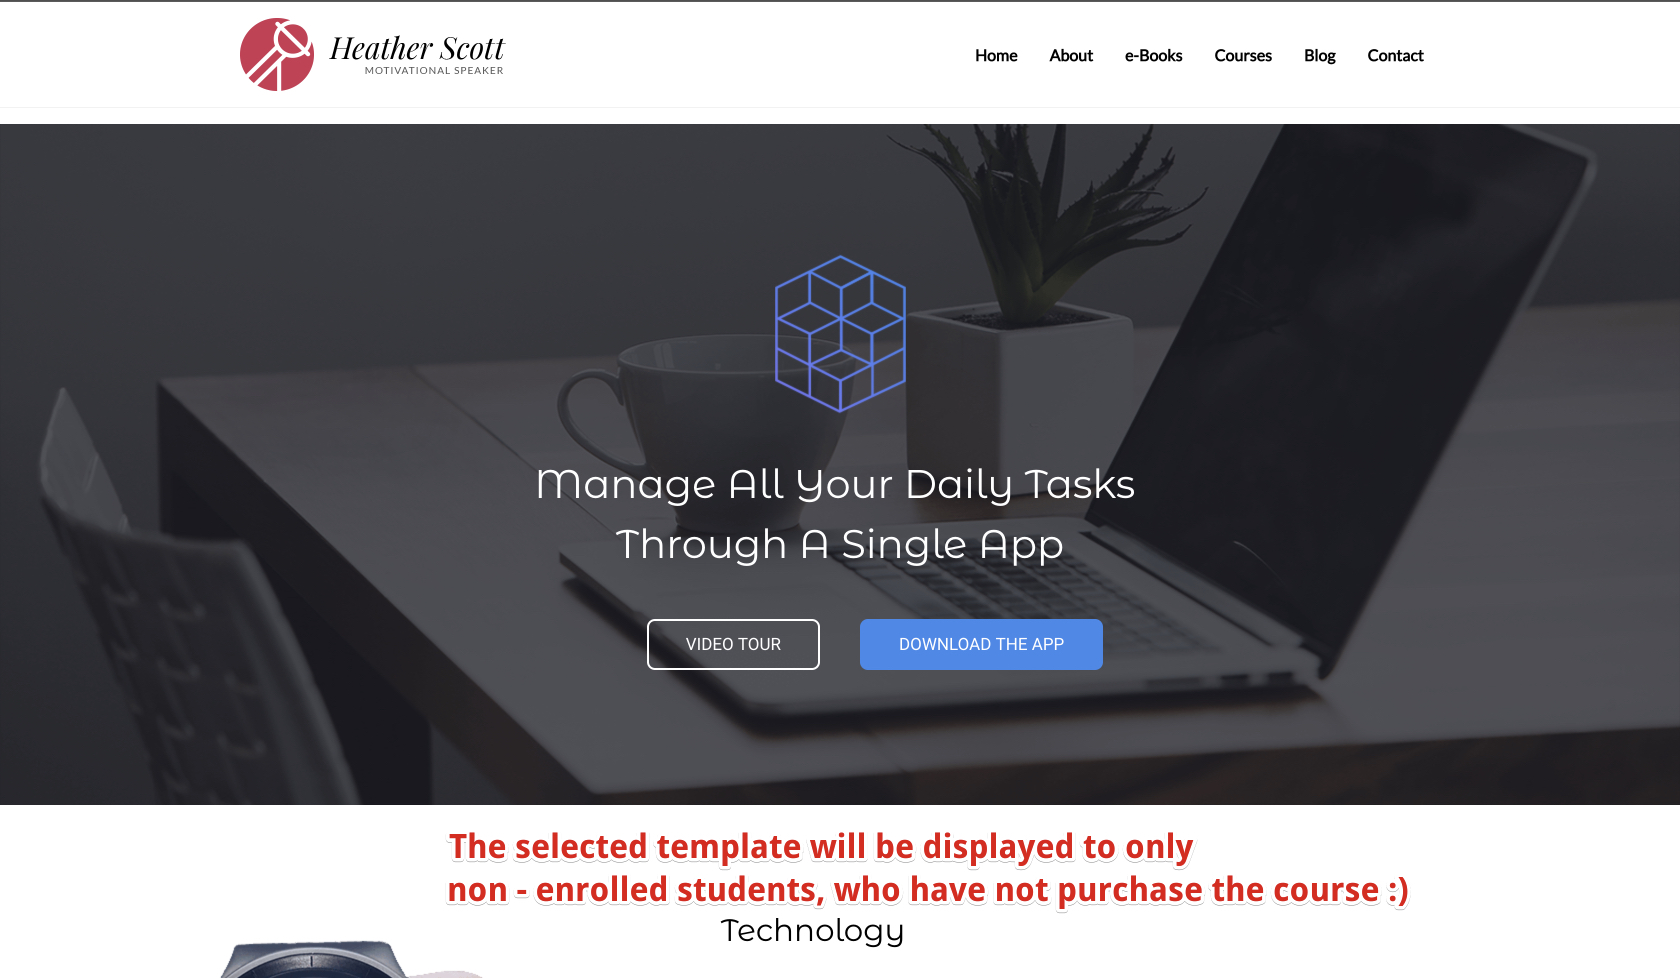 Heather Scott
MOTIVATIONAL SPEAKER
Home About e-Books Courses Blog Contact
Manage All Your Daily Tasks
Through A Single App
VIDEO TOUR DOWNLOAD THE APP
The selected template will be displayed to only
non - enrolled students, who have not purchase the course :)
Technology